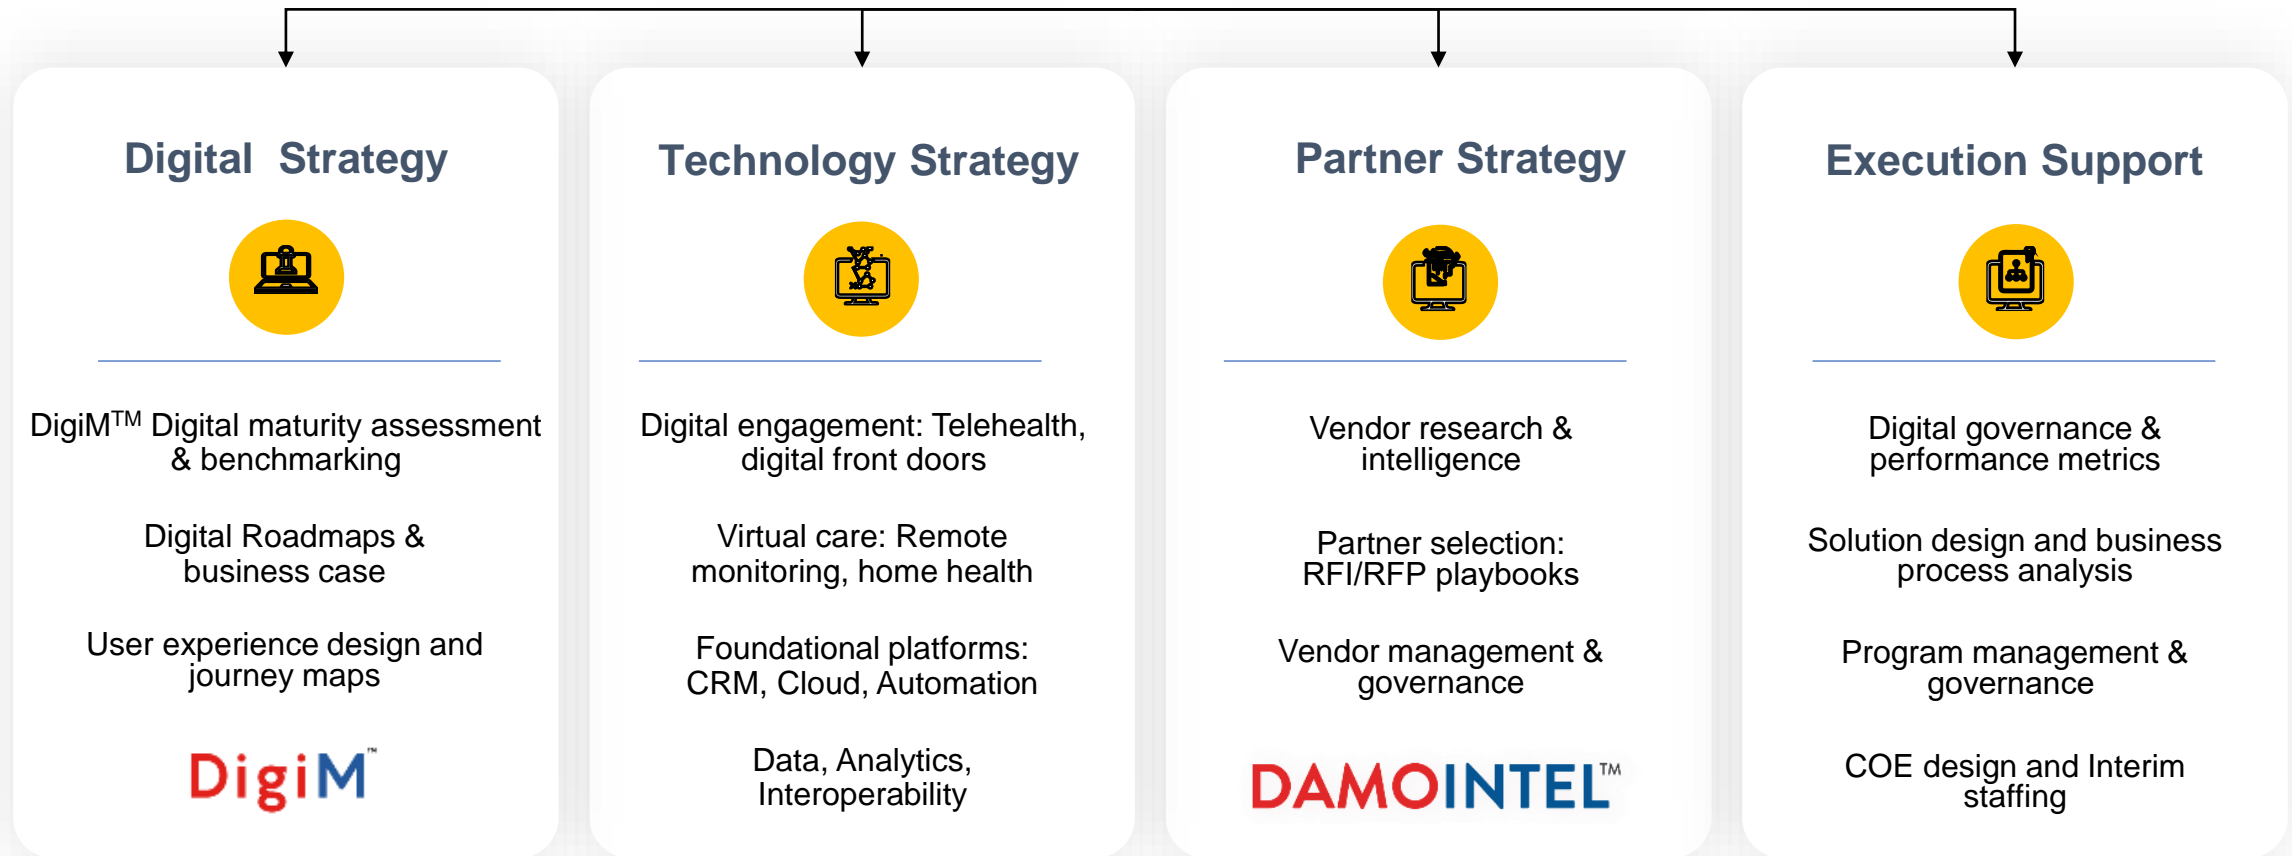 Digital Strategy
DigiM™ Digital maturity assessment
& benchmarking
Digital Roadmaps &
business case
User experience design and
journey maps
DigiM™
Technology Strategy
Digital engagement: Telehealth,
digital front doors
Virtual care: Remote
monitoring, home health
Foundational platforms:
CRM, Cloud, Automation
Data, Analytics,
Interoperability
Partner Strategy
Vendor research &
intelligence
Partner selection:
RFI/RFP playbooks
Vendor management &
governance
DAMOINTEL™
Execution Support
Digital governance &
performance metrics
Solution design and business
process analysis
Program management &
governance
COE design and Interim
staffing